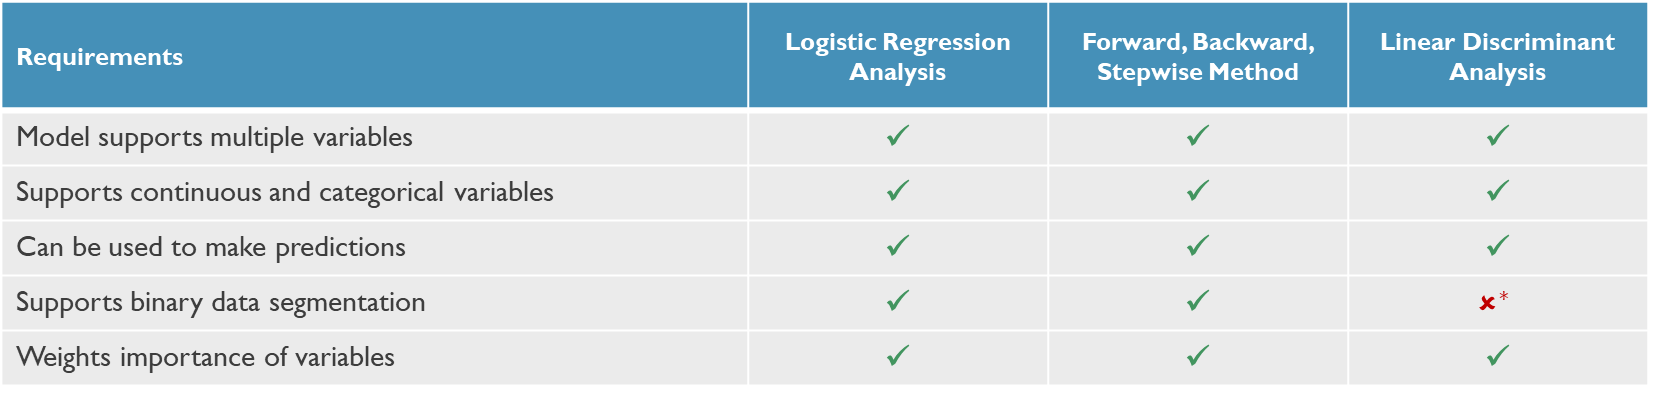 Requirements
Logistic Regression
Analysis
Forward, Backward,
Stepwise Method
Linear Discriminant
Analysis
Model supports multiple variables ✓ ✓ ✓
Supports continuous and categorical variables ✓ ✓ ✓
Can be used to make predictions ✓ ✓ ✓
Supports binary data segmentation ✓ ✓ ✘*
Weights importance of variables ✓ ✓ ✓